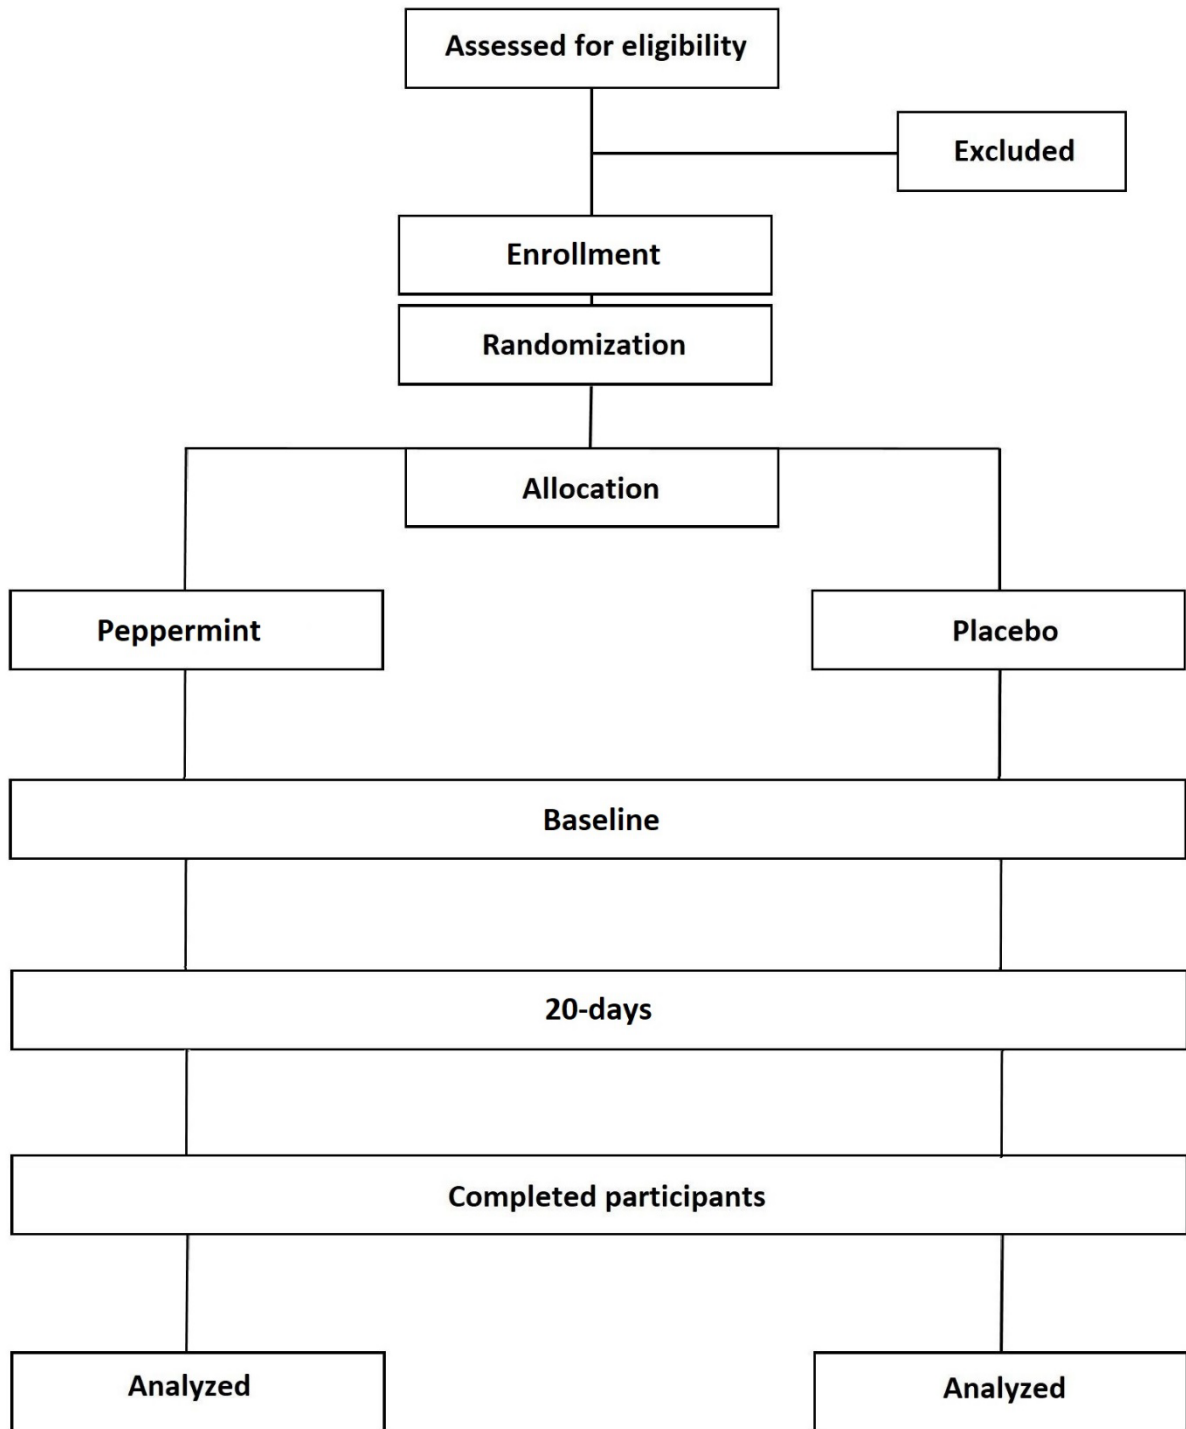 Assessed for eligibility
Excluded
Enrollment
Randomization
Allocation
Peppermint
Placebo
Baseline
20-days
Completed participants
Analyzed
Analyzed